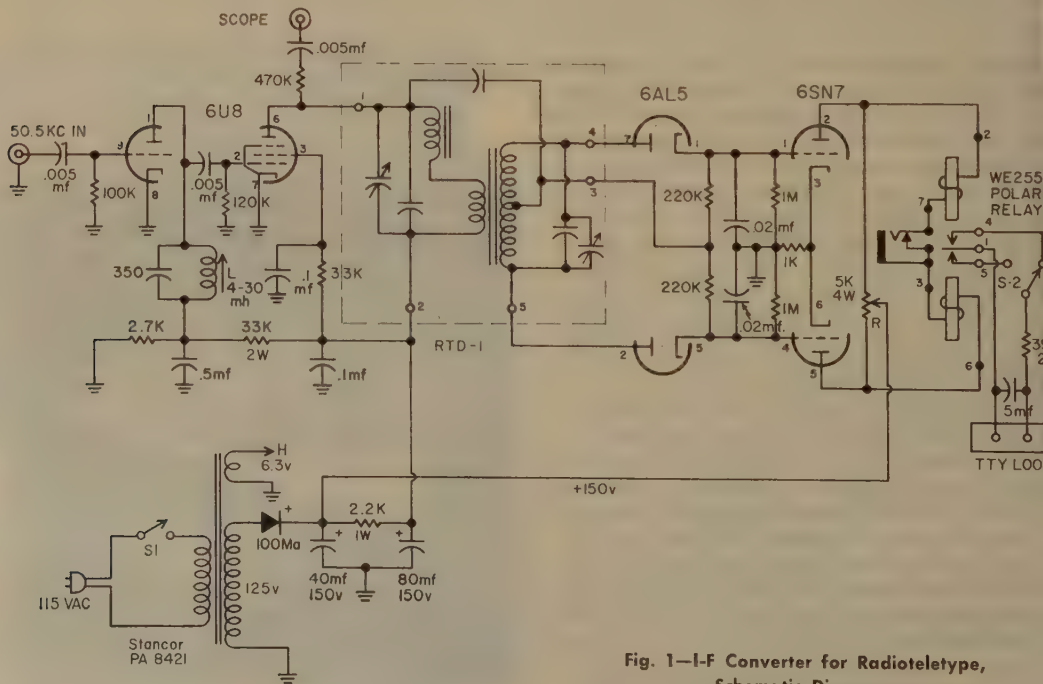 SCOPE
.005mf
470K
6U8
6AL5
6SN7
50.5KC IN
.005
mf
100K
.005
mf
120K
1
9
8
6
2
3
7
350
L
4-30
mh
.1
mf
3.3K
2.7K
33K
2W
.5mf
.1mf
1
2
4
3
5
RTD-1
7
1
2
5
220K
220K
.02mf
.02mf.
1M
1M
1K
1
2
3
6
4
5
5K
4W
R
2
7
3
6
WE255
POLAR
RELAY
4
1
5
S-2
.5mf
TTY LOO
H
6.3v
+150v
2.2K
1W
100Ma
125v
40mf
150v
80mf
150v
S1
115 VAC
Stancor
PA 8421
Fig. 1—I-F Converter for Radioteletype,